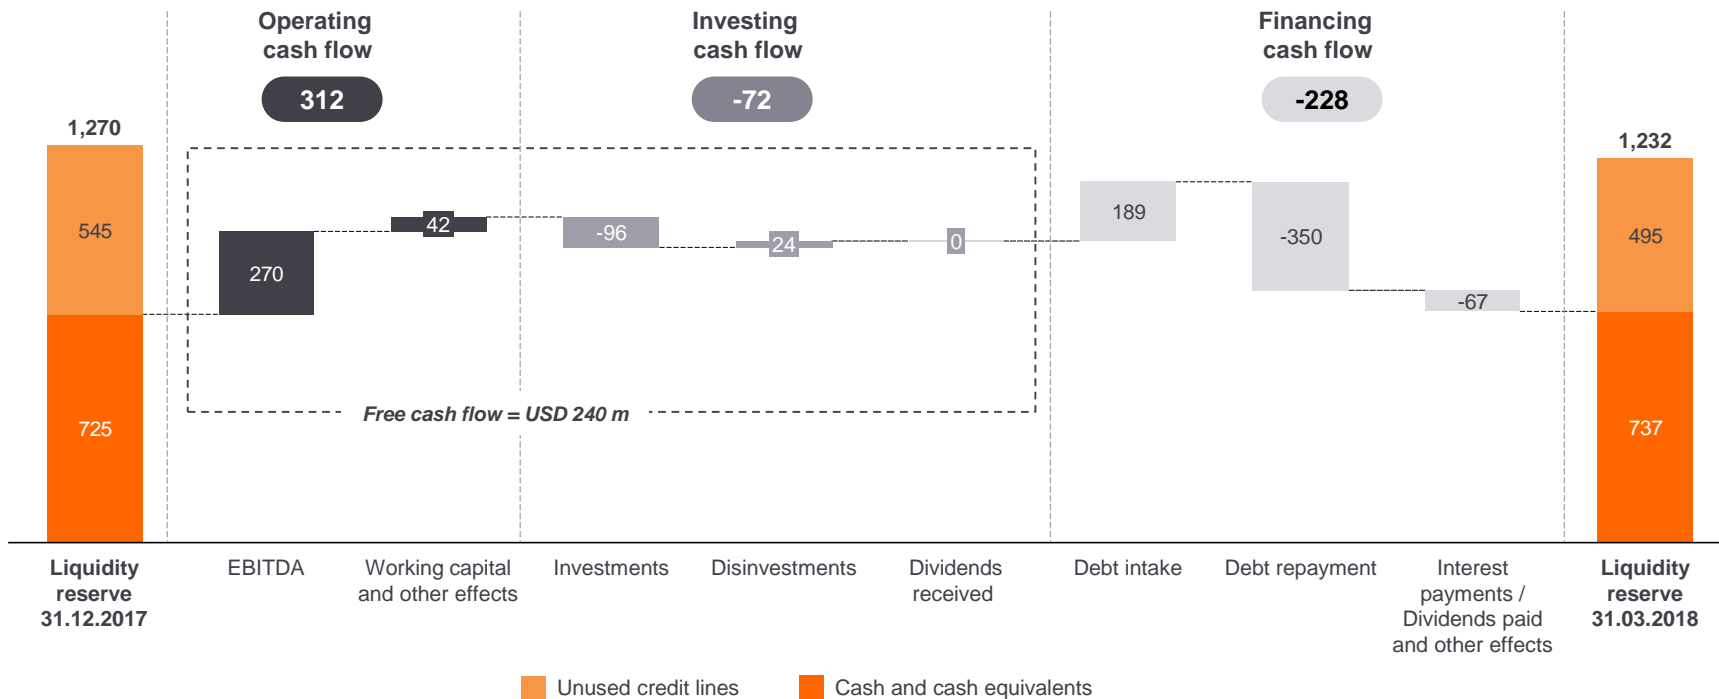 Operating
cash flow
312
Investing
cash flow
-72
Financing
cash flow
-228
1,270
545
725
270
42
-96
24
0
189
-350
-67
1,232
495
737
Free cash flow = USD 240 m
Liquidity
reserve
31.12.2017
EBITDA
Working capital
and other effects
Investments
Disinvestments
Dividends
received
Debt intake
Debt repayment
Interest
payments /
Dividends paid
and other effects
Liquidity
reserve
31.03.2018
Unused credit lines
Cash and cash equivalents